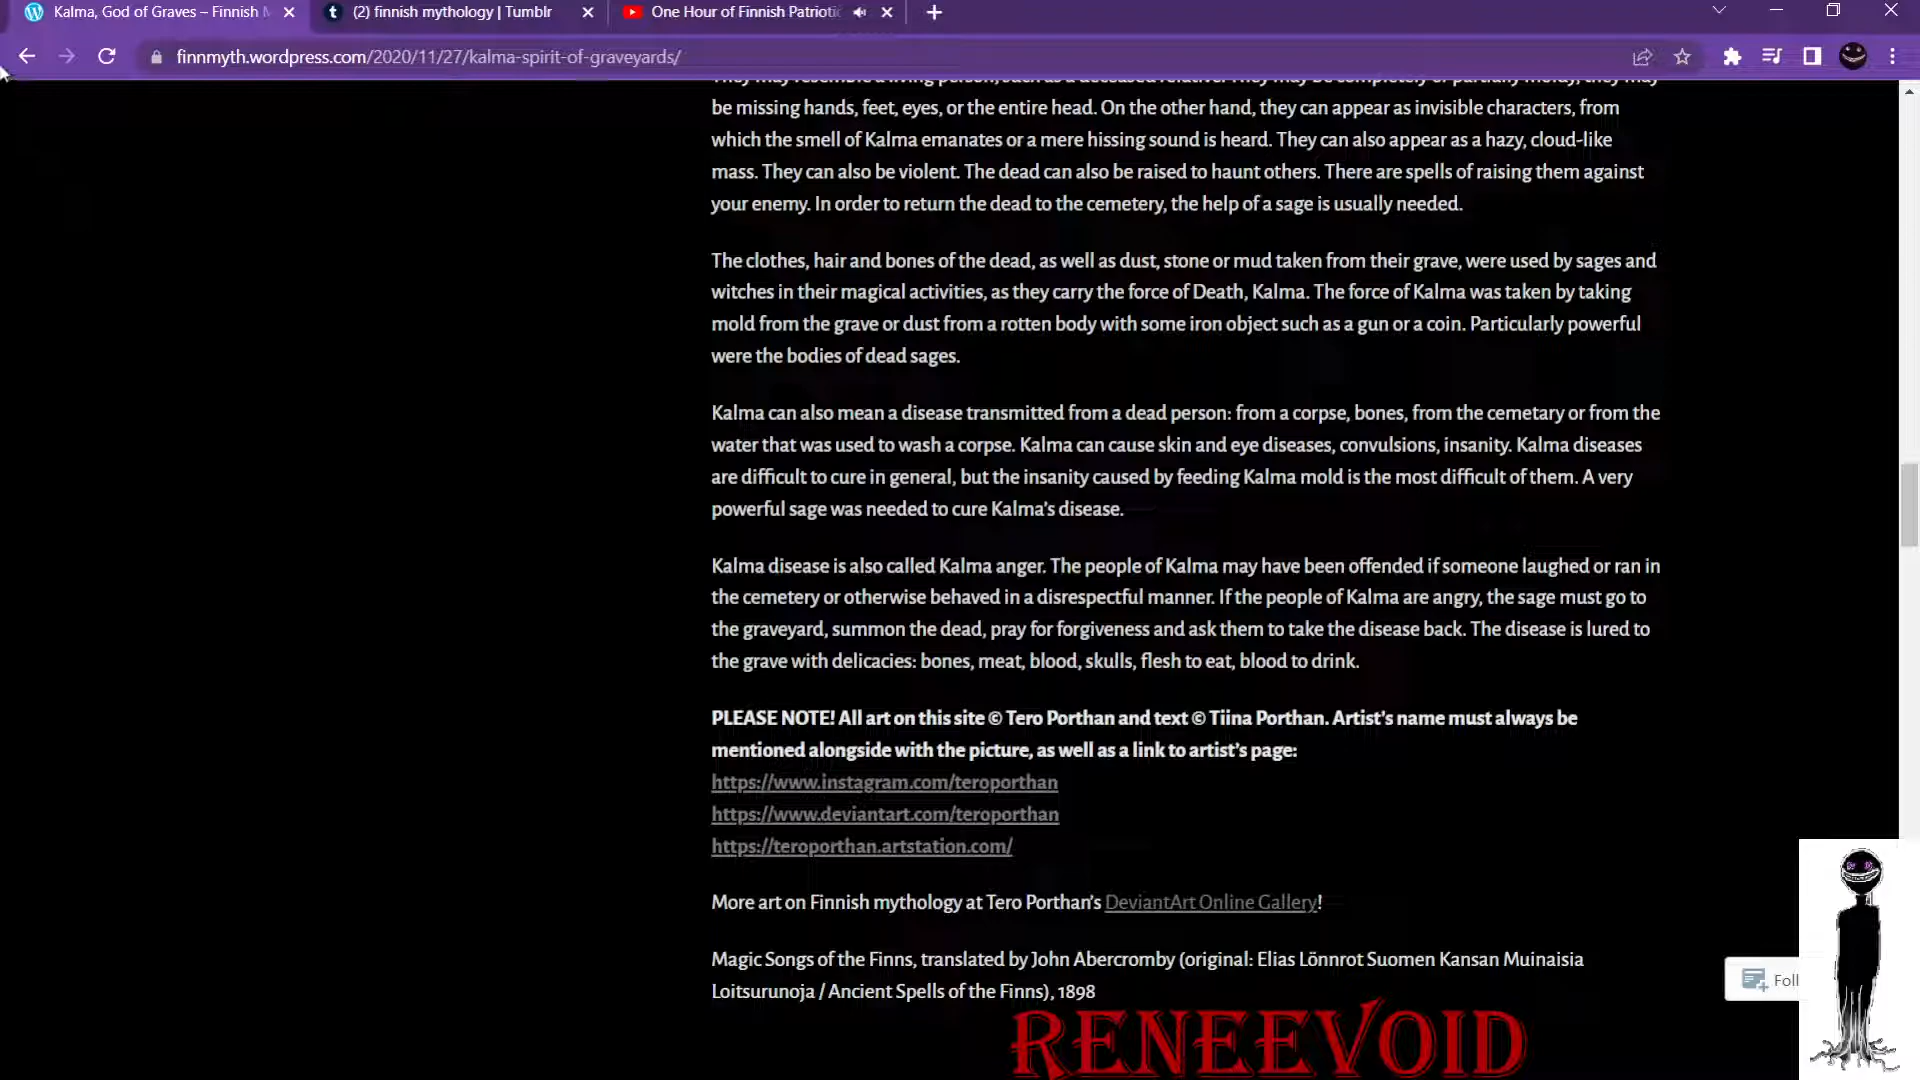 Kalma, God of Graves – Finnish M
(2) finnish mythology | Tumblr
One Hour of Finnish Patriotic
finnmyth.wordpress.com/2020/11/27/kalma-spirit-of-graveyards/
They may resemble a living person, such as a deceased relative. They may be completely or partially moldy, they may
be missing hands, feet, eyes, or the entire head. On the other hand, they can appear as invisible characters, from
which the smell of Kalma emanates or a mere hissing sound is heard. They can also appear as a hazy, cloud-like
mass. They can also be violent. The dead can also be raised to haunt others. There are spells of raising them against
your enemy. In order to return the dead to the cemetery, the help of a sage is usually needed.
The clothes, hair and bones of the dead, as well as dust, stone or mud taken from their grave, were used by sages and
witches in their magical activities, as they carry the force of Death, Kalma. The force of Kalma was taken by taking
mold from the grave or dust from a rotten body with some iron object such as a gun or a coin. Particularly powerful
were the bodies of dead sages.
Kalma can also mean a disease transmitted from a dead person: from a corpse, bones, from the cemetary or from the
water that was used to wash a corpse. Kalma can cause skin and eye diseases, convulsions, insanity. Kalma diseases
are difficult to cure in general, but the insanity caused by feeding Kalma mold is the most difficult of them. A very
powerful sage was needed to cure Kalma's disease.
Kalma disease is also called Kalma anger. The people of Kalma may have been offended if someone laughed or ran in
the cemetery or otherwise behaved in a disrespectful manner. If the people of Kalma are angry, the sage must go to
the graveyard, summon the dead, pray for forgiveness and ask them to take the disease back. The disease is lured to
the grave with delicacies: bones, meat, blood, skulls, flesh to eat, blood to drink.
PLEASE NOTE! All art on this site © Tero Porthan and text © Tiina Porthan. Artist's name must always be
mentioned alongside with the picture, as well as a link to artist's page:
https://www.instagram.com/teroporthan
https://www.deviantart.com/teroporthan
https://teroporthan.artstation.com/
More art on Finnish mythology at Tero Porthan's DeviantArt Online Gallery!
Magic Songs of the Finns, translated by John Abercromby (original: Elias Lönnrot Suomen Kansan Muinaisia
Loitsurunoja / Ancient Spells of the Finns), 1898
Foll
RENEEVOID